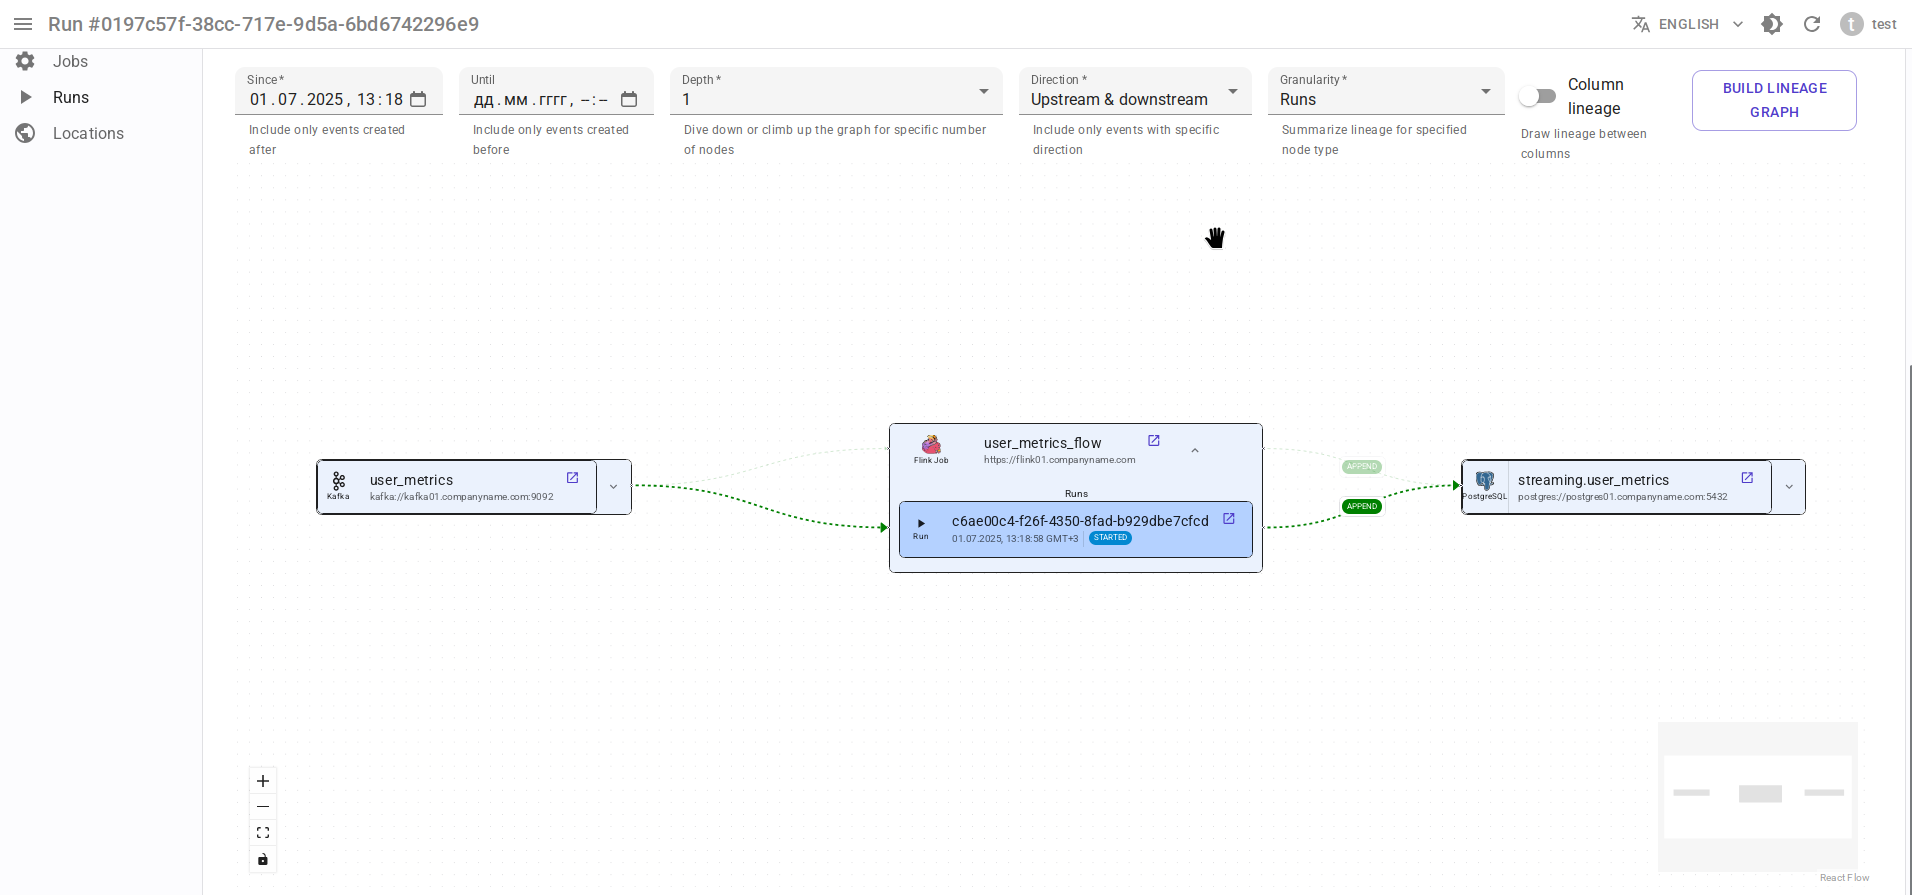 Run #0197c57f-38cc-717e-9d5a-6bd6742296e9
ENGLISH
t
test
Jobs
Runs
Locations
Since *
01.07.2025, 13:18
Include only events created
after
Until
дд.мм.гггг, --:--
Include only events created
before
Depth *
1
Dive down or climb up the graph for specific number
of nodes
Direction *
Upstream & downstream
Include only events with specific
direction
Granularity *
Runs
Summarize lineage for specified
node type
Column
lineage
Draw lineage between
columns
BUILD LINEAGE
GRAPH
Kafka
user_metrics
kafka://kafka01.companyname.com:9092
Flink Job
user_metrics_flow
https://flink01.companyname.com
Runs
Run
c6ae00c4-f26f-4350-8fad-b929dbe7cfcd
01.07.2025, 13:18:58 GMT+3
STARTED
APPEND
APPEND
PostgreSQL
streaming.user_metrics
postgres://postgres01.companyname.com:5432
React Flow